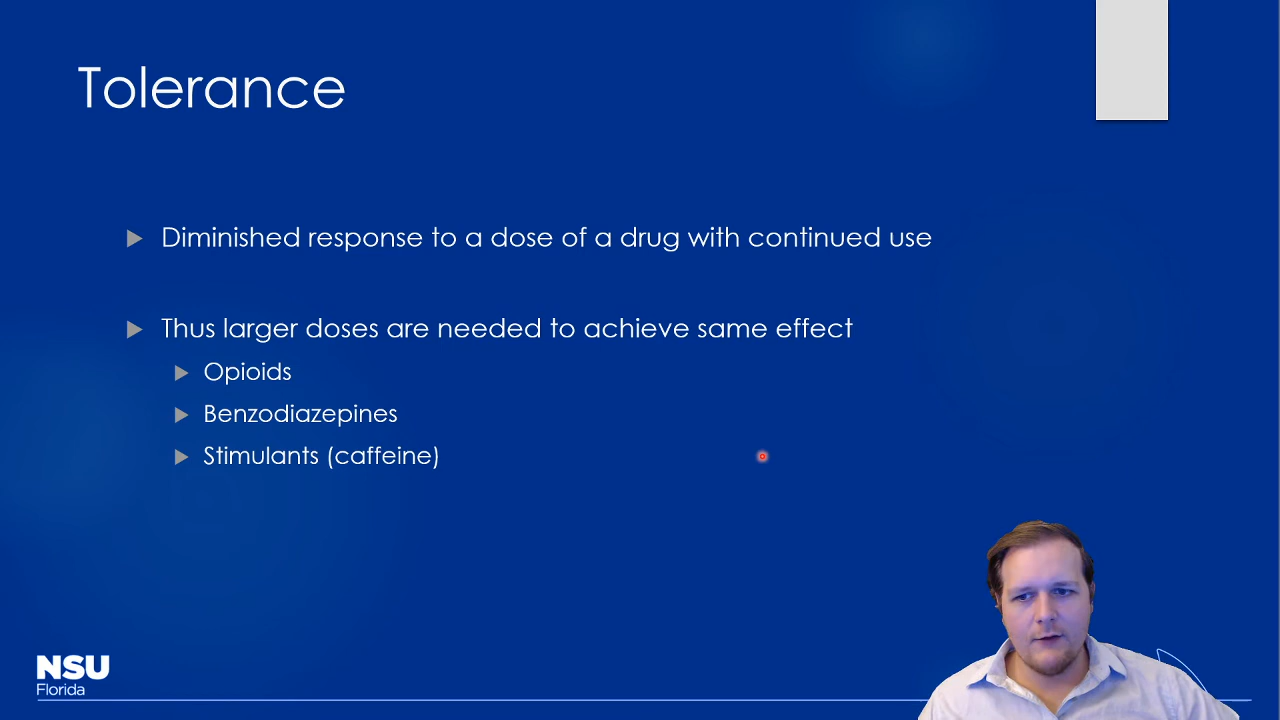 Tolerance
Diminished response to a dose of a drug with continued use
Thus larger doses are needed to achieve same effect
Opioids
Benzodiazepines
Stimulants (caffeine)
NSU
Florida